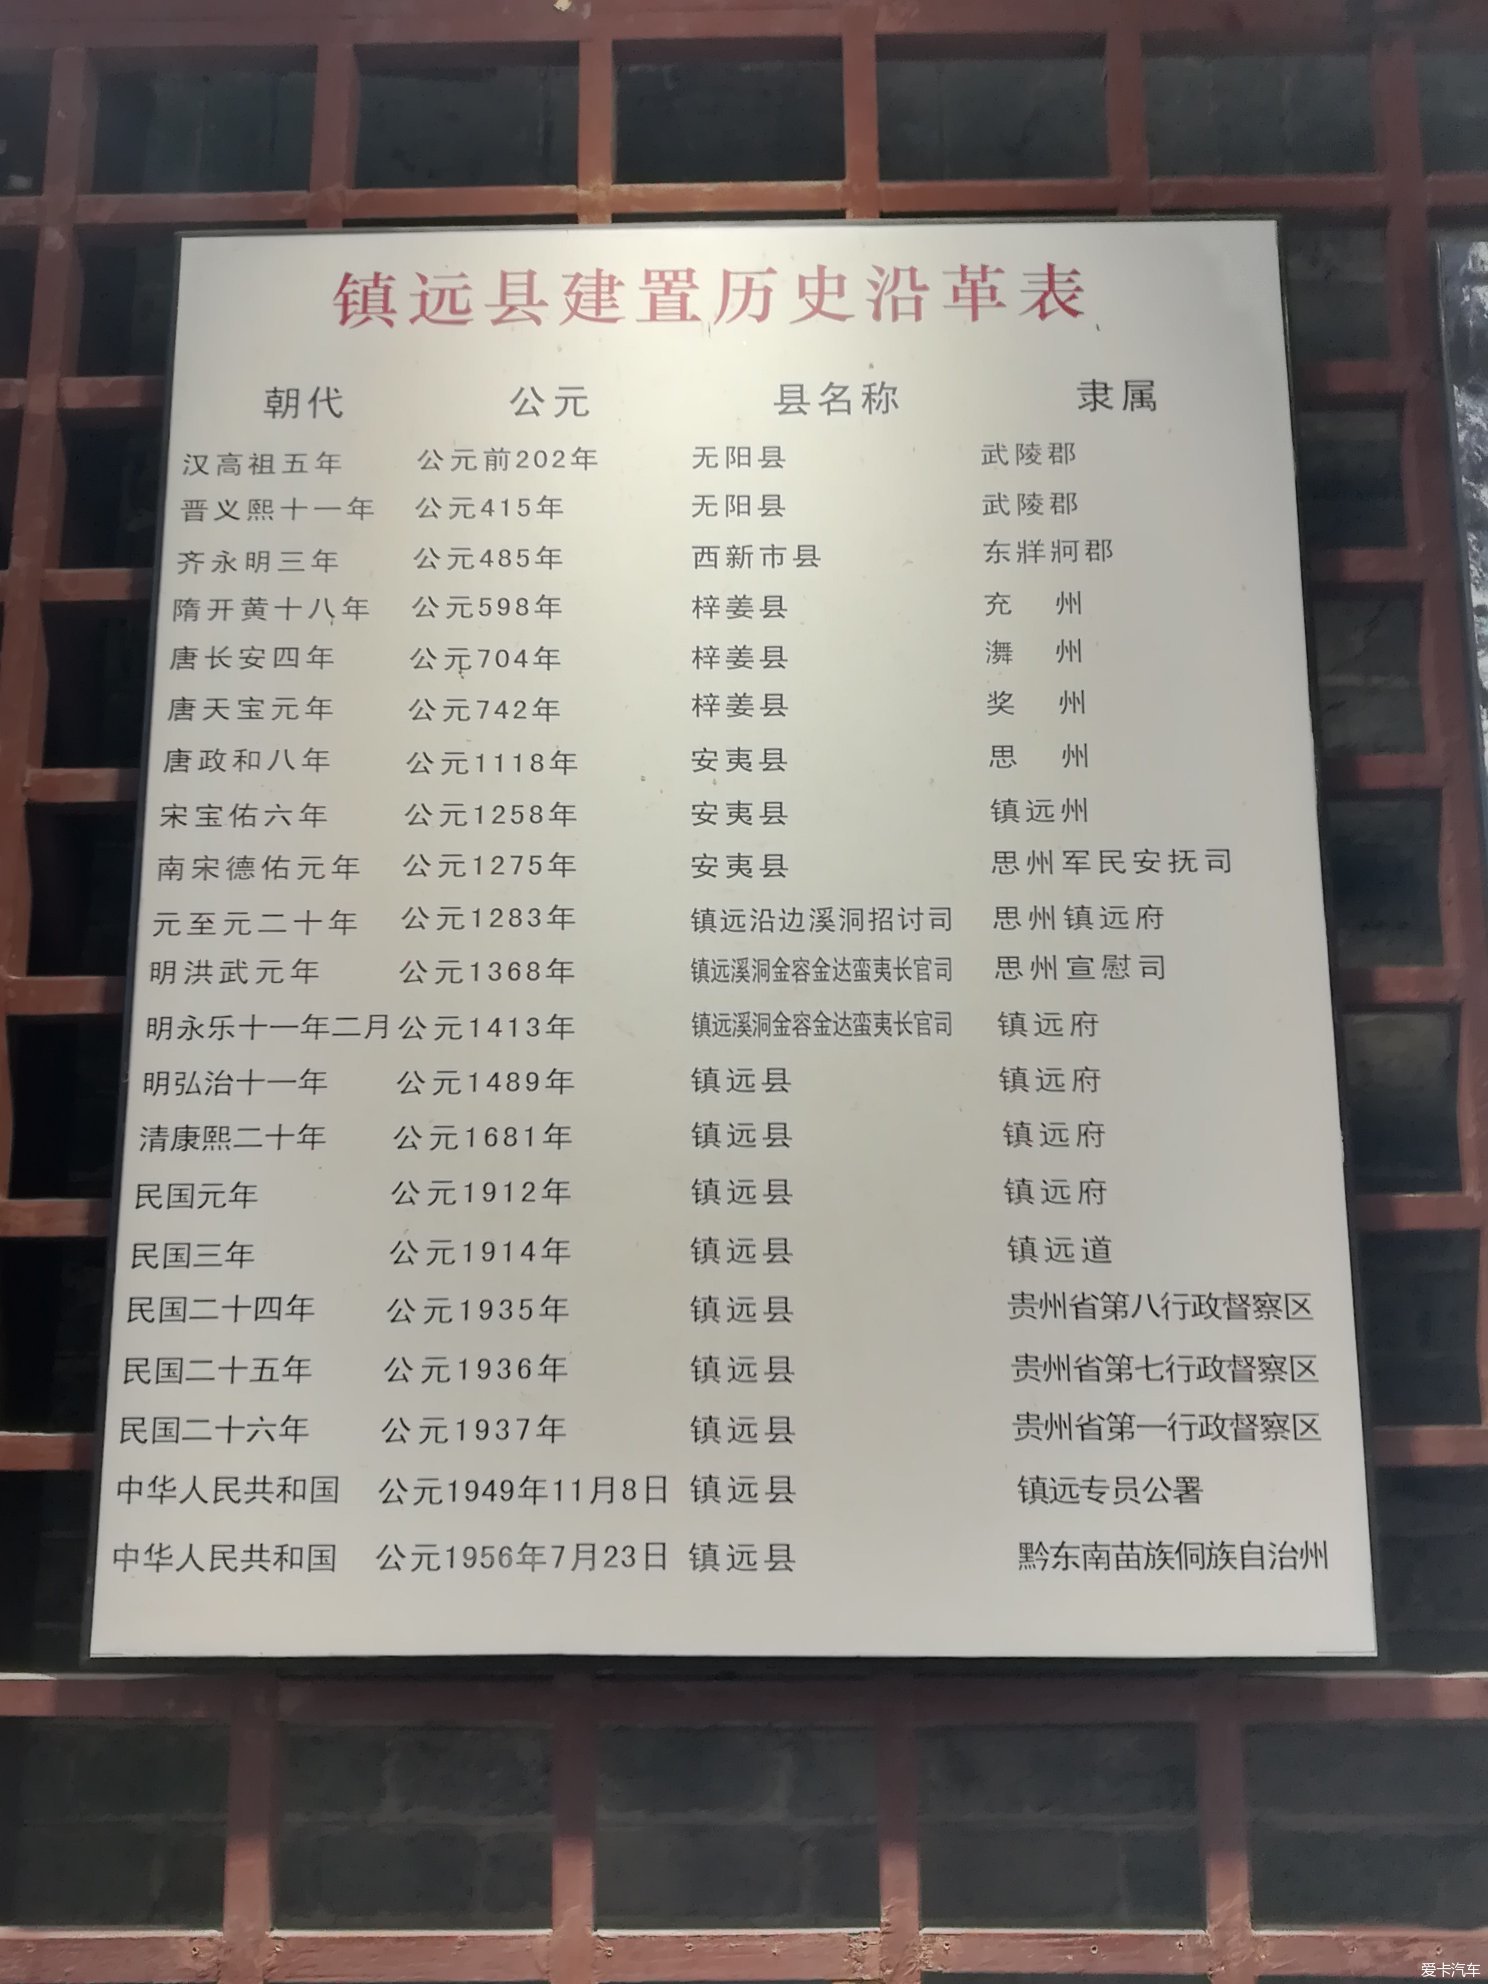 镇远县建置历史沿革表
朝代 公元 县名称 隶属
汉高祖五年 公元前202年 无阳县 武陵郡
晋义熙十一年 公元415年 无阳县 武陵郡
齐永明三年 公元485年 西新市县 东牂牁郡
隋开黄十八年 公元598年 梓姜县 充 州
唐长安四年 公元704年 梓姜县 㵲 州
唐天宝元年 公元742年 梓姜县 奖 州
唐政和八年 公元1118年 安夷县 思 州
宋宝佑六年 公元1258年 安夷县 镇远州
南宋德佑元年 公元1275年 安夷县 思州军民安抚司
元至元二十年 公元1283年 镇远沿边溪洞招讨司 思州镇远府
明洪武元年 公元1368年 镇远溪洞金容金达蛮夷长官司 思州宣慰司
明永乐十一年二月 公元1413年 镇远溪洞金容金达蛮夷长官司 镇远府
明弘治十一年 公元1489年 镇远县 镇远府
清康熙二十年 公元1681年 镇远县 镇远府
民国元年 公元1912年 镇远县 镇远府
民国三年 公元1914年 镇远县 镇远道
民国二十四年 公元1935年 镇远县 贵州省第八行政督察区
民国二十五年 公元1936年 镇远县 贵州省第七行政督察区
民国二十六年 公元1937年 镇远县 贵州省第一行政督察区
中华人民共和国 公元1949年11月8日 镇远县 镇远专员公署
中华人民共和国 公元1956年7月23日 镇远县 黔东南苗族侗族自治州
爱卡汽车